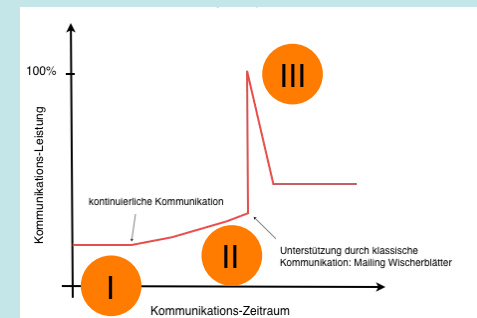 100%
III
Kommunikations-Leistung
kontinuierliche Kommunikation
II
Unterstützung durch klassische
Kommunikation: Mailing Wischerblätter
I
Kommunikations-Zeitraum